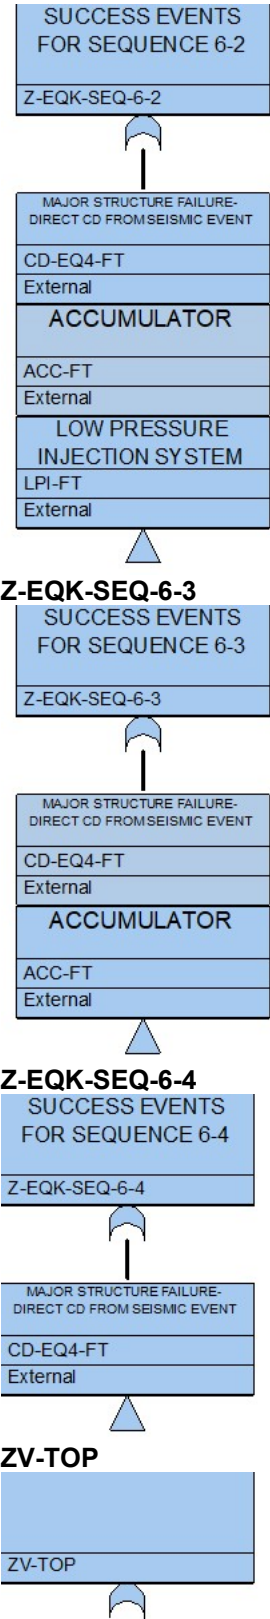 SUCCESS EVENTS
FOR SEQUENCE 6-2
Z-EQK-SEQ-6-2
MAJOR STRUCTURE FAILURE-
DIRECT CD FROM SEISMIC EVENT
CD-EQ4-FT
External
ACCUMULATOR
ACC-FT
External
LOW PRESSURE
INJECTION SYSTEM
LPI-FT
External
Z-EQK-SEQ-6-3
SUCCESS EVENTS
FOR SEQUENCE 6-3
Z-EQK-SEQ-6-3
MAJOR STRUCTURE FAILURE-
DIRECT CD FROM SEISMIC EVENT
CD-EQ4-FT
External
ACCUMULATOR
ACC-FT
External
Z-EQK-SEQ-6-4
SUCCESS EVENTS
FOR SEQUENCE 6-4
Z-EQK-SEQ-6-4
MAJOR STRUCTURE FAILURE-
DIRECT CD FROM SEISMIC EVENT
CD-EQ4-FT
External
ZV-TOP
ZV-TOP